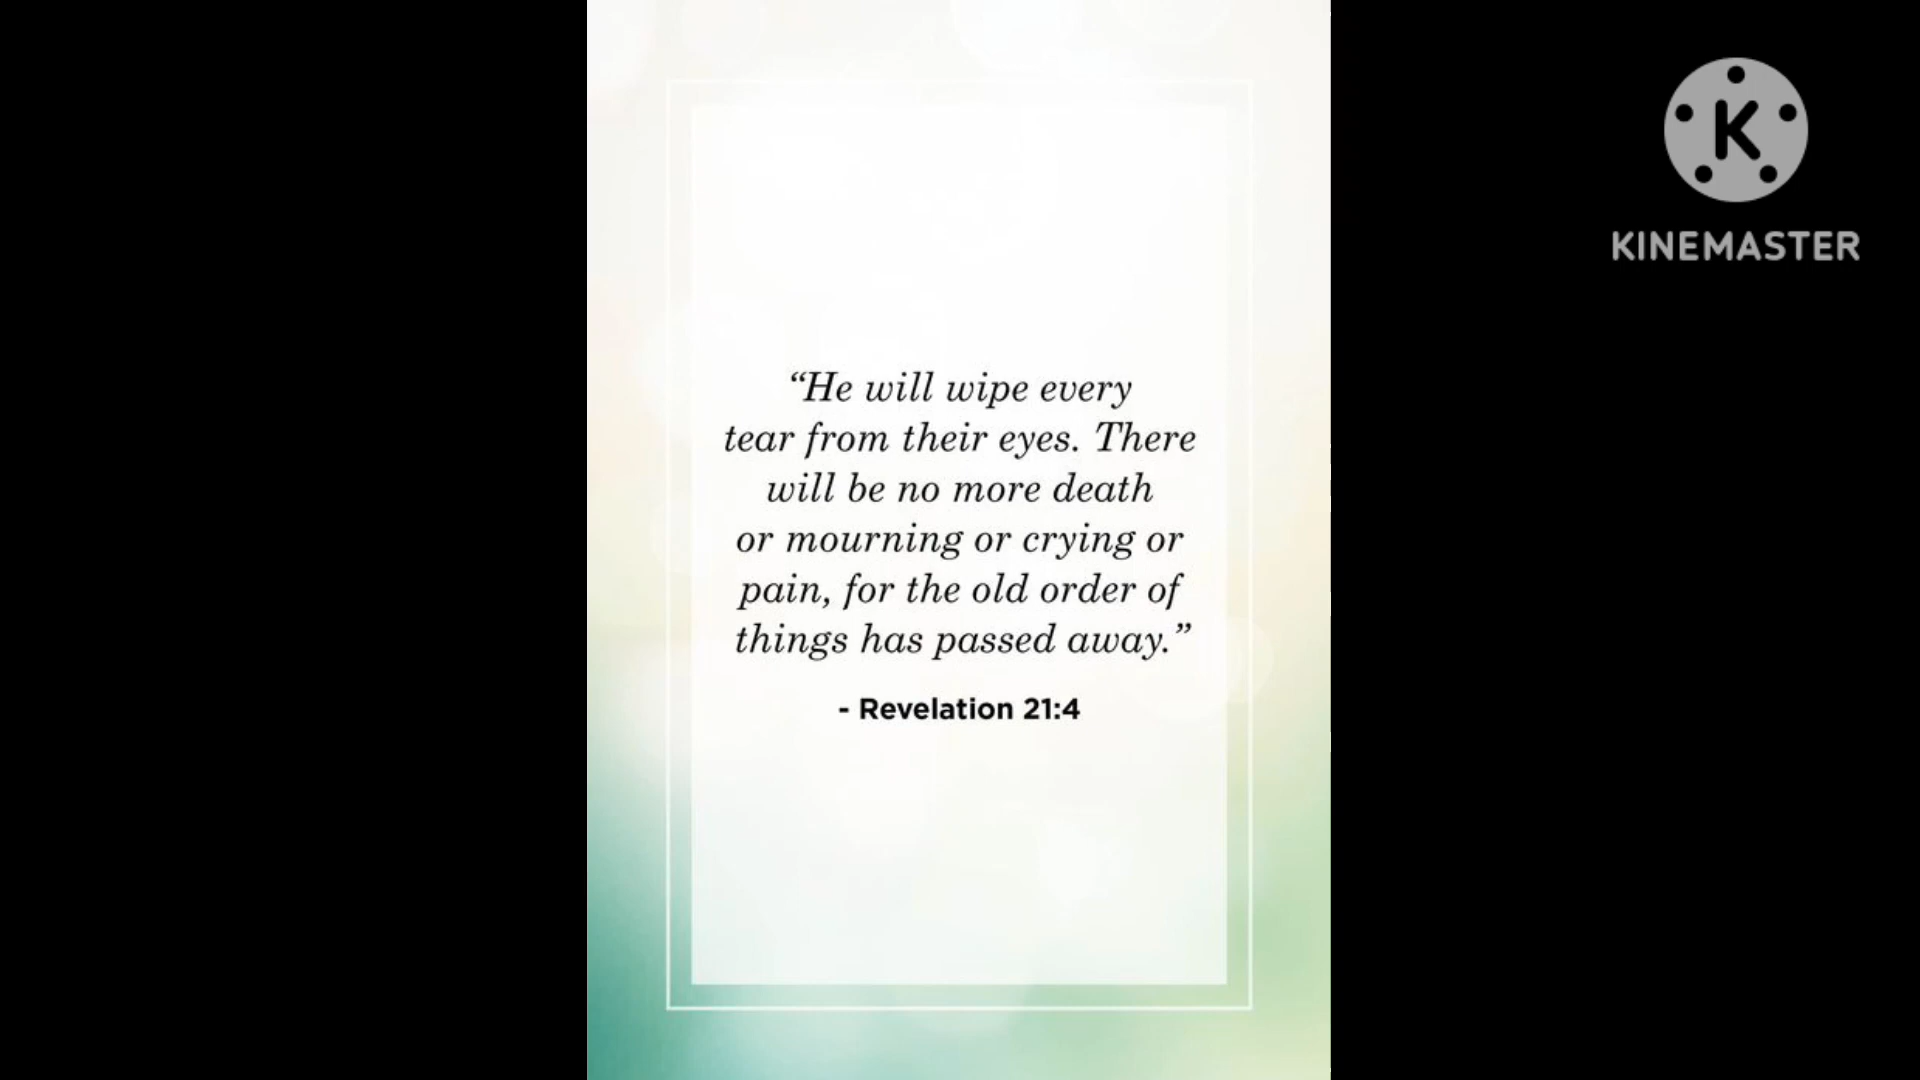 “He will wipe every
tear from their eyes. There
will be no more death
or mourning or crying or
pain, for the old order of
things has passed away.”
- Revelation 21:4
K
KINEMASTER